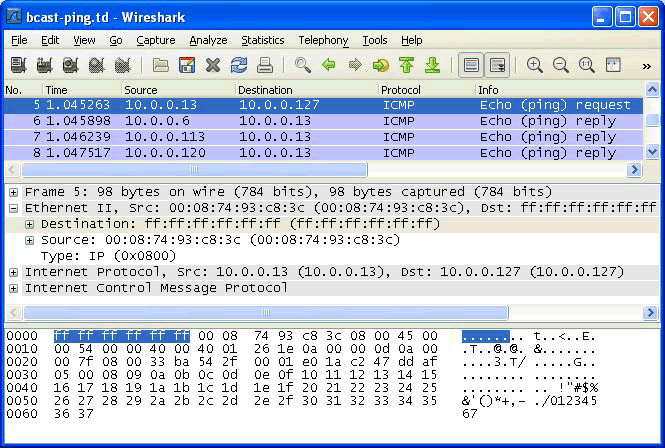 bcast-ping.td - Wireshark
File Edit View Go Capture Analyze Statistics Telephony Tools Help
No. Time Source Destination Protocol Info
5 1.045263 10.0.0.13 10.0.0.127 ICMP Echo (ping) request
6 1.045898 10.0.0.6 10.0.0.13 ICMP Echo (ping) reply
7 1.046239 10.0.0.113 10.0.0.13 ICMP Echo (ping) reply
8 1.047517 10.0.0.120 10.0.0.13 ICMP Echo (ping) reply
Frame 5: 98 bytes on wire (784 bits), 98 bytes captured (784 bits)
Ethernet II, Src: 00:08:74:93:c8:3c (00:08:74:93:c8:3c), Dst: ff:ff:ff:ff:ff:ff
Destination: ff:ff:ff:ff:ff:ff (ff:ff:ff:ff:ff:ff)
Source: 00:08:74:93:c8:3c (00:08:74:93:c8:3c)
Type: IP (0x0800)
Internet Protocol, Src: 10.0.0.13 (10.0.0.13), Dst: 10.0.0.127 (10.0.0.127)
Internet Control Message Protocol
0000 ff ff ff ff ff ff 00 08 74 93 c8 3c 08 00 45 00 ........ t..<..E.
0010 00 54 00 00 40 00 40 01 26 1e 0a 00 00 0d 0a 00 .T..@.@. &.......
0020 00 7f 08 00 33 ba 54 2f 00 01 e0 1a c2 47 dd af ....3.T/ .....G..
0030 05 00 08 09 0a 0b 0c 0d 0e 0f 10 11 12 13 14 15 ........ ........
0040 16 17 18 19 1a 1b 1c 1d 1e 1f 20 21 22 23 24 25 ........ .. !"#$%
0050 26 27 28 29 2a 2b 2c 2d 2e 2f 30 31 32 33 34 35 &'()*+,- ./012345
0060 36 37 67